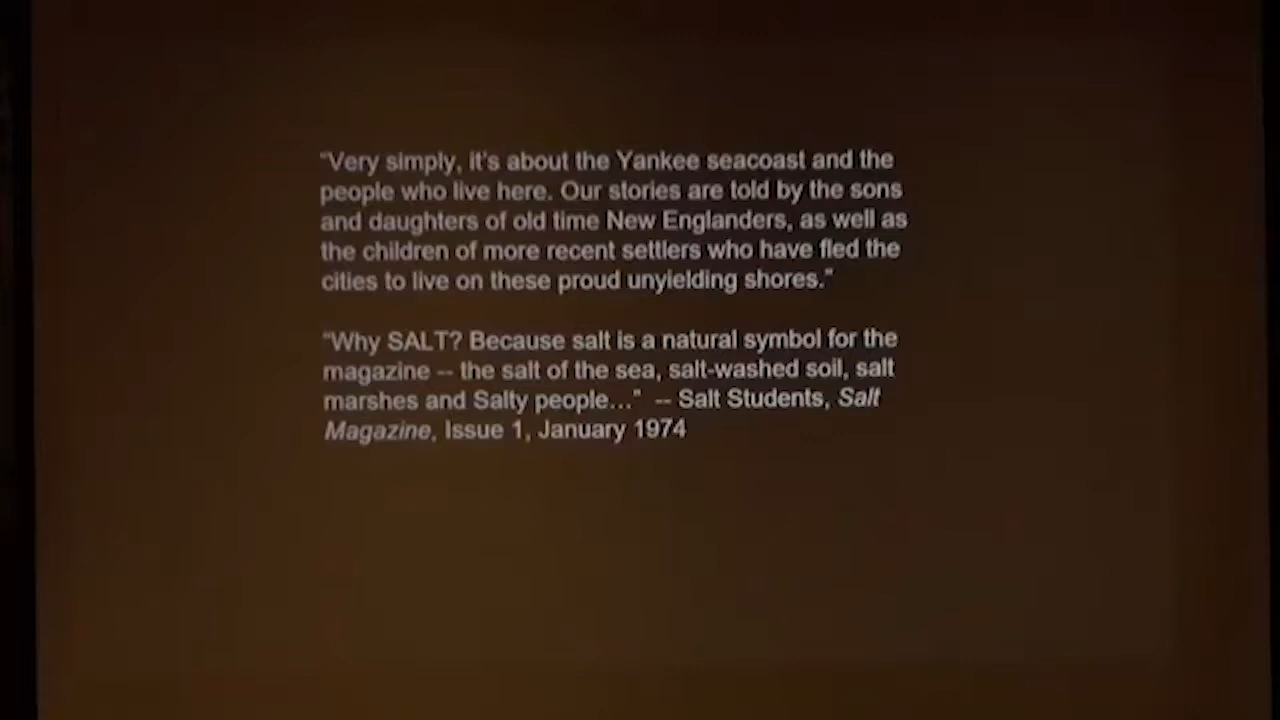 “Very simply, it's about the Yankee seacoast and the
people who live here. Our stories are told by the sons
and daughters of old time New Englanders, as well as
the children of more recent settlers who have fled the
cities to live on these proud unyielding shores.”
“Why SALT? Because salt is a natural symbol for the
magazine -- the salt of the sea, salt-washed soil, salt
marshes and Salty people…” -- Salt Students, Salt
Magazine, Issue 1, January 1974